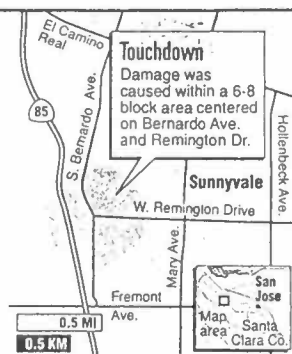 El Camino
Real
Touchdown
Damage was
caused within a 6-8
block area centered
on Bernardo Ave.
and Remington Dr.
85
S. Bernardo Ave.
Hollenbeck Ave.
Sunnyvale
W. Remington Drive
Mary Ave.
Fremont
Ave.
0.5 MI
0.5 KM
San
Jose
Map
area
Santa
Clara Co.